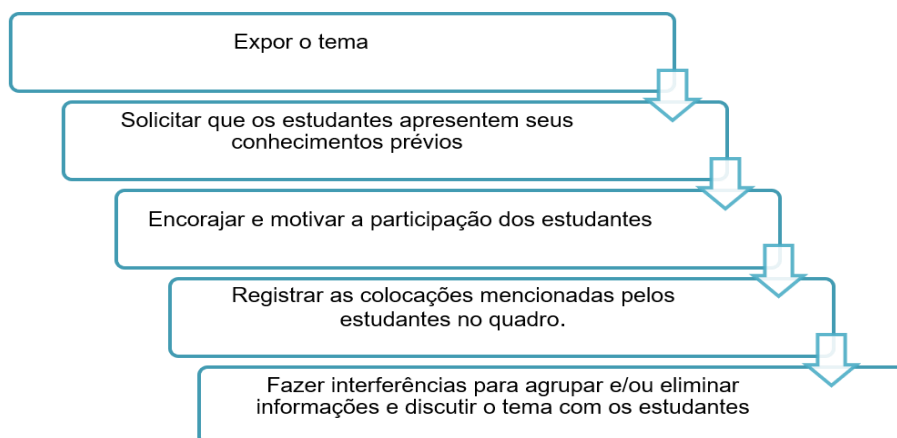 Expor o tema
Solicitar que os estudantes apresentem seus
conhecimentos prévios
Encorajar e motivar a participação dos estudantes
Registrar as colocações mencionadas pelos
estudantes no quadro.
Fazer interferências para agrupar e/ou eliminar
informações e discutir o tema com os estudantes